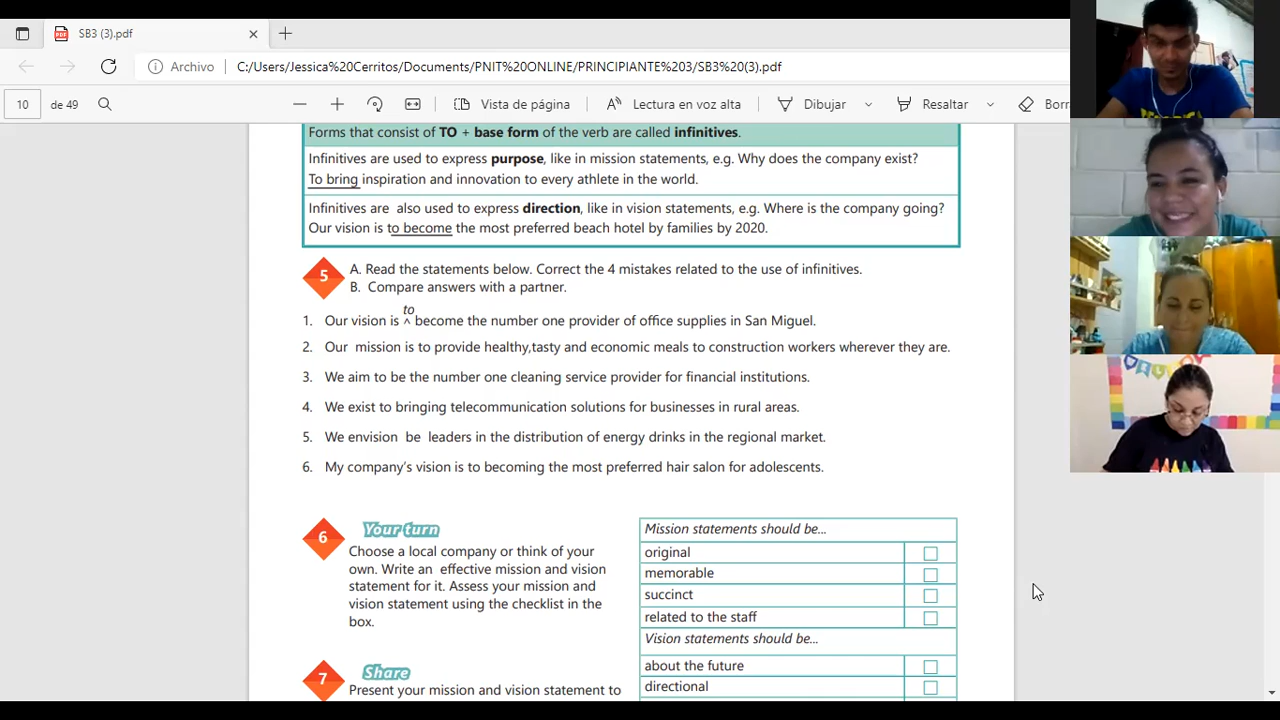 SB3 (3).pdf
Archivo
C:/Users/Jessica%20Cerritos/Documents/PNIT%20ONLINE/PRINCIPIANTE%203/SB3%20(3).pdf
10 de 49
Vista de página
Lectura en voz alta
Dibujar
Resaltar
Borr
Forms that consist of TO + base form of the verb are called infinitives.
Infinitives are used to express purpose, like in mission statements, e.g. Why does the company exist?
To bring inspiration and innovation to every athlete in the world.
Infinitives are also used to express direction, like in vision statements, e.g. Where is the company going?
Our vision is to become the most preferred beach hotel by families by 2020.
5
A. Read the statements below. Correct the 4 mistakes related to the use of infinitives.
B. Compare answers with a partner.
to
1. Our vision is ^ become the number one provider of office supplies in San Miguel.
2. Our mission is to provide healthy,tasty and economic meals to construction workers wherever they are.
3. We aim to be the number one cleaning service provider for financial institutions.
4. We exist to bringing telecommunication solutions for businesses in rural areas.
5. We envision be leaders in the distribution of energy drinks in the regional market.
6. My company's vision is to becoming the most preferred hair salon for adolescents.
6
Your turn
Choose a local company or think of your
own. Write an effective mission and vision
statement for it. Assess your mission and
vision statement using the checklist in the
box.
Mission statements should be...
original
memorable
succinct
related to the staff
Vision statements should be...
about the future
directional
7
Share
Present your mission and vision statement to